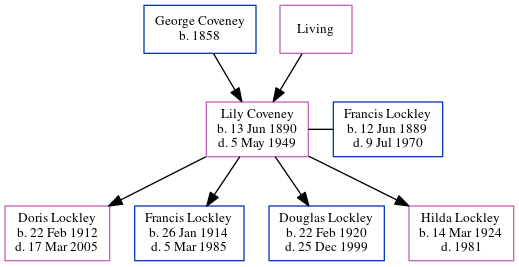 George Coveney
b. 1858
Living
Lily Coveney
b. 13 Jun 1890
d. 5 May 1949
Francis Lockley
b. 12 Jun 1889
d. 9 Jul 1970
Doris Lockley
b. 22 Feb 1912
d. 17 Mar 2005
Francis Lockley
b. 26 Jan 1914
d. 5 Mar 1985
Douglas Lockley
b. 22 Feb 1920
d. 25 Dec 1999
Hilda Lockley
b. 14 Mar 1924
d. 1981